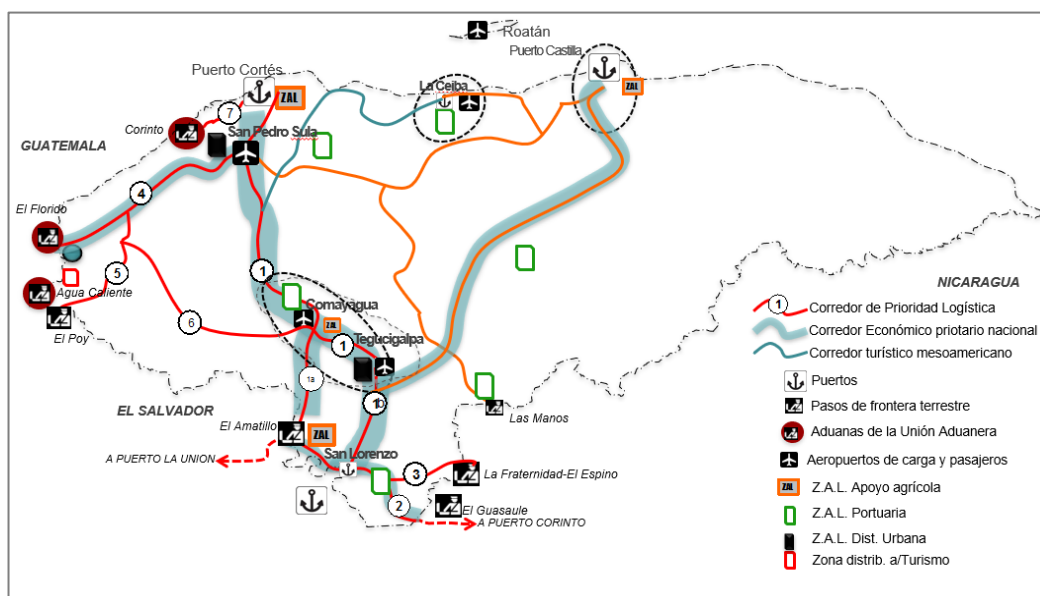 Roatán
Puerto Castilla
Puerto Cortés
La Ceiba
ZAL
ZAL
7
Corinto
San Pedro Sula
GUATEMALA
4
El Florido
5
1
NICARAGUA
Agua Caliente
Comayagua
6
ZAL
El Poy
1
Tegucigalpa
1a
1b
EL SALVADOR
Las Manos
El Amatillo
ZAL
A PUERTO LA UNION
San Lorenzo
3
La Fraternidad-El Espino
2
El Guasaule
A PUERTO CORINTO
1 Corredor de Prioridad Logística
Corredor Económico priotario nacional
Corredor turístico mesoamericano
Puertos
Pasos de frontera terrestre
Aduanas de la Unión Aduanera
Aeropuertos de carga y pasajeros
ZAL Z.A.L. Apoyo agrícola
Z.A.L. Portuaria
Z.A.L. Dist. Urbana
Zona distrib. a/Turismo